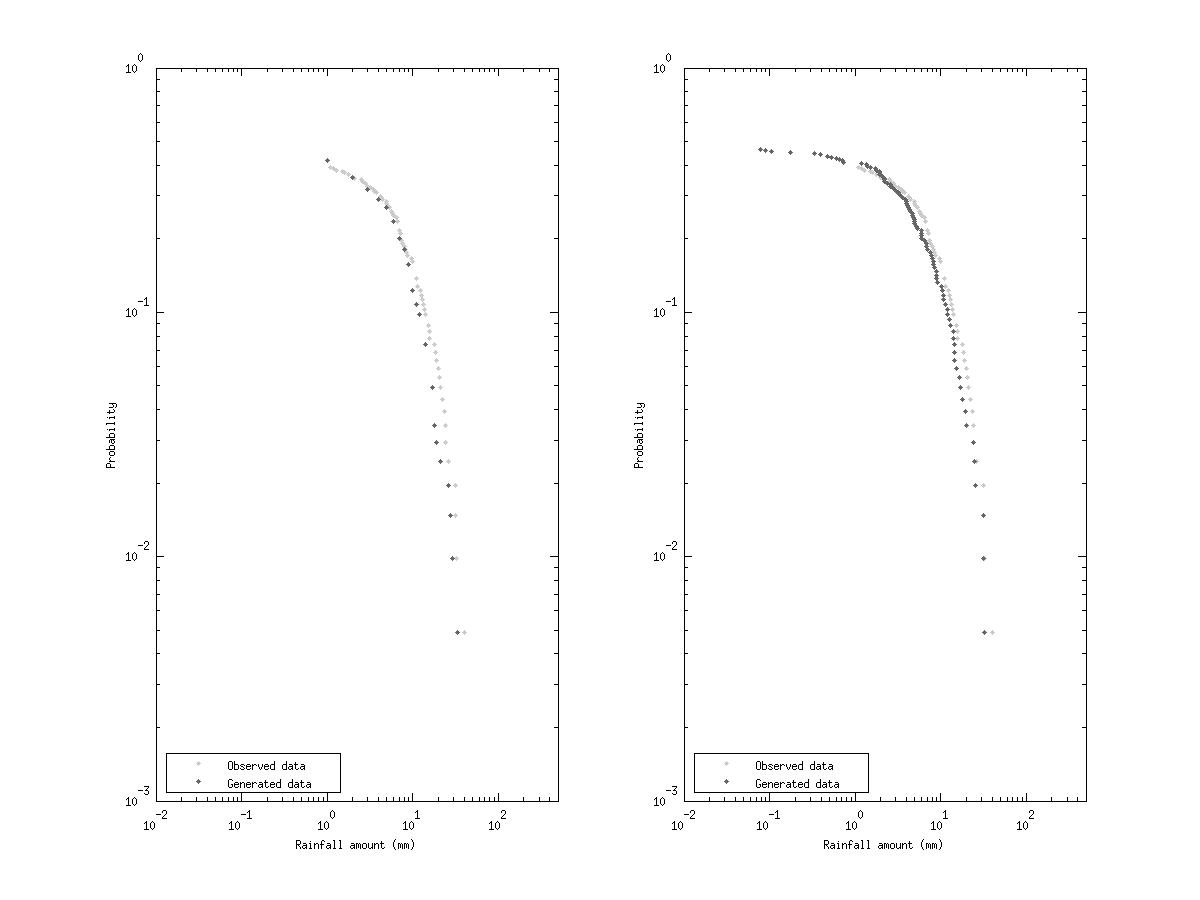 10^0
10^-1
Probability
10^-2
Observed data
Generated data
10^-3
10^-2 10^-1 10^0 10^1 10^2
Rainfall amount (mm)
10^0
10^-1
Probability
10^-2
Observed data
Generated data
10^-3
10^-2 10^-1 10^0 10^1 10^2
Rainfall amount (mm)